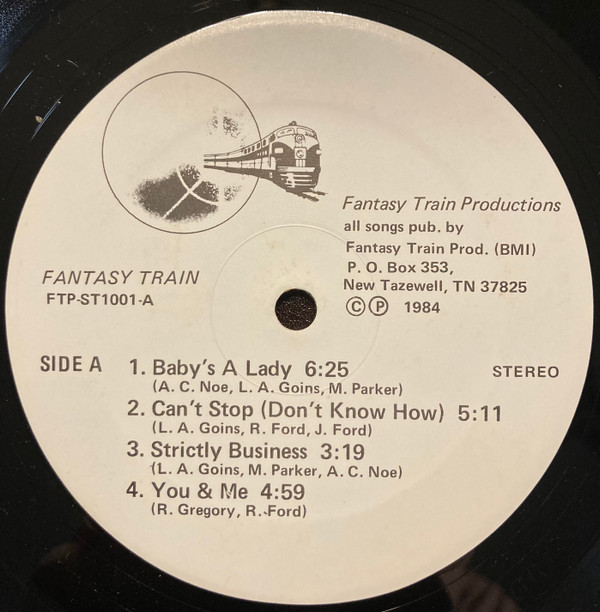 Fantasy Train Productions
all songs pub. by
Fantasy Train Prod. (BMI)
P. O. Box 353,
New Tazewell, TN 37825
© Ⓟ 1984
FANTASY TRAIN
FTP-ST1001-A
SIDE A
STEREO
1. Baby's A Lady 6:25
(A. C. Noe, L. A. Goins, M. Parker)
2. Can't Stop (Don't Know How) 5:11
(L. A. Goins, R. Ford, J. Ford)
3. Strictly Business 3:19
(L. A. Goins, M. Parker, A. C. Noe)
4. You & Me 4:59
(R. Gregory, R. Ford)